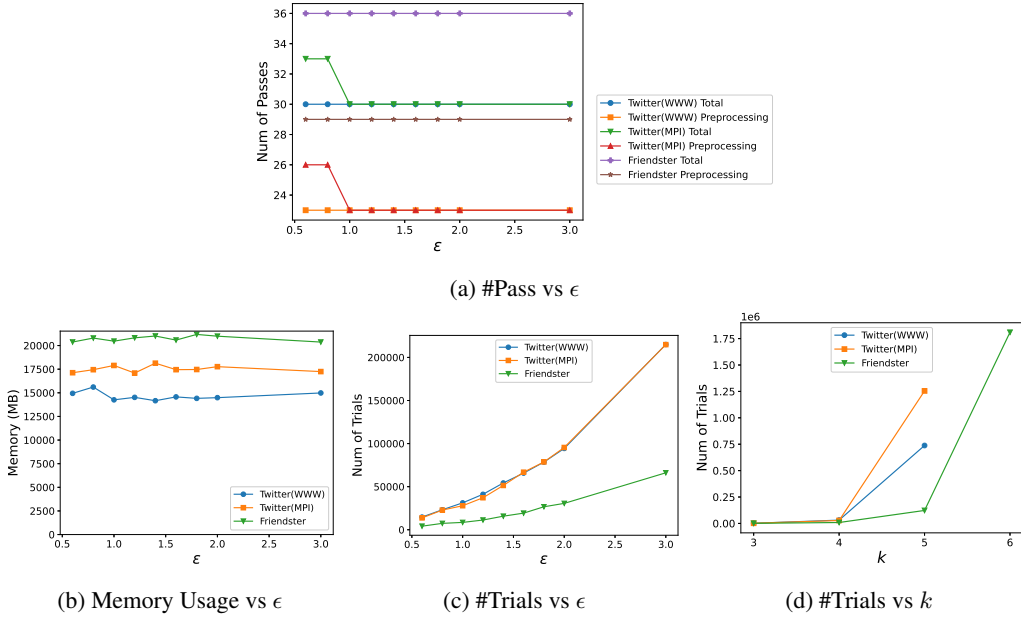 36
34
32
30
28
26
24
Num of Passes
0.5 1.0 1.5 2.0 2.5 3.0
ε
Twitter(WWW) Total
Twitter(WWW) Preprocessing
Twitter(MPI) Total
Twitter(MPI) Preprocessing
Friendster Total
Friendster Preprocessing
(a) #Pass vs ϵ
20000
17500
15000
12500
10000
7500
5000
2500
0
Memory (MB)
0.5 1.0 1.5 2.0 2.5 3.0
ε
Twitter(WWW)
Twitter(MPI)
Friendster
(b) Memory Usage vs ϵ
200000
150000
100000
50000
0
Num of Trials
0.5 1.0 1.5 2.0 2.5 3.0
ε
Twitter(WWW)
Twitter(MPI)
Friendster
(c) #Trials vs ϵ
1e6
1.75
1.50
1.25
1.00
0.75
0.50
0.25
0.00
Num of Trials
3 4 5 6
k
Twitter(WWW)
Twitter(MPI)
Friendster
(d) #Trials vs k